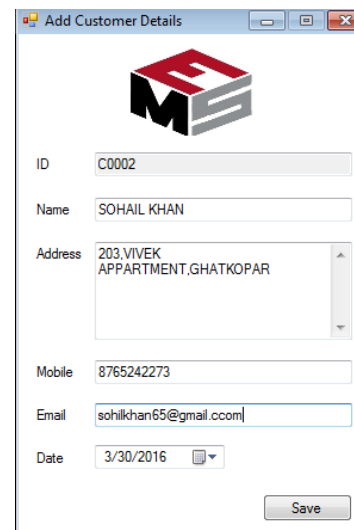 Add Customer Details
EMS
ID C0002
Name SOHAIL KHAN
Address 203,VIVEK
APPARTMENT,GHATKOPAR
Mobile 8765242273
Email sohilkhan65@gmail.ccom
Date 3/30/2016
Save